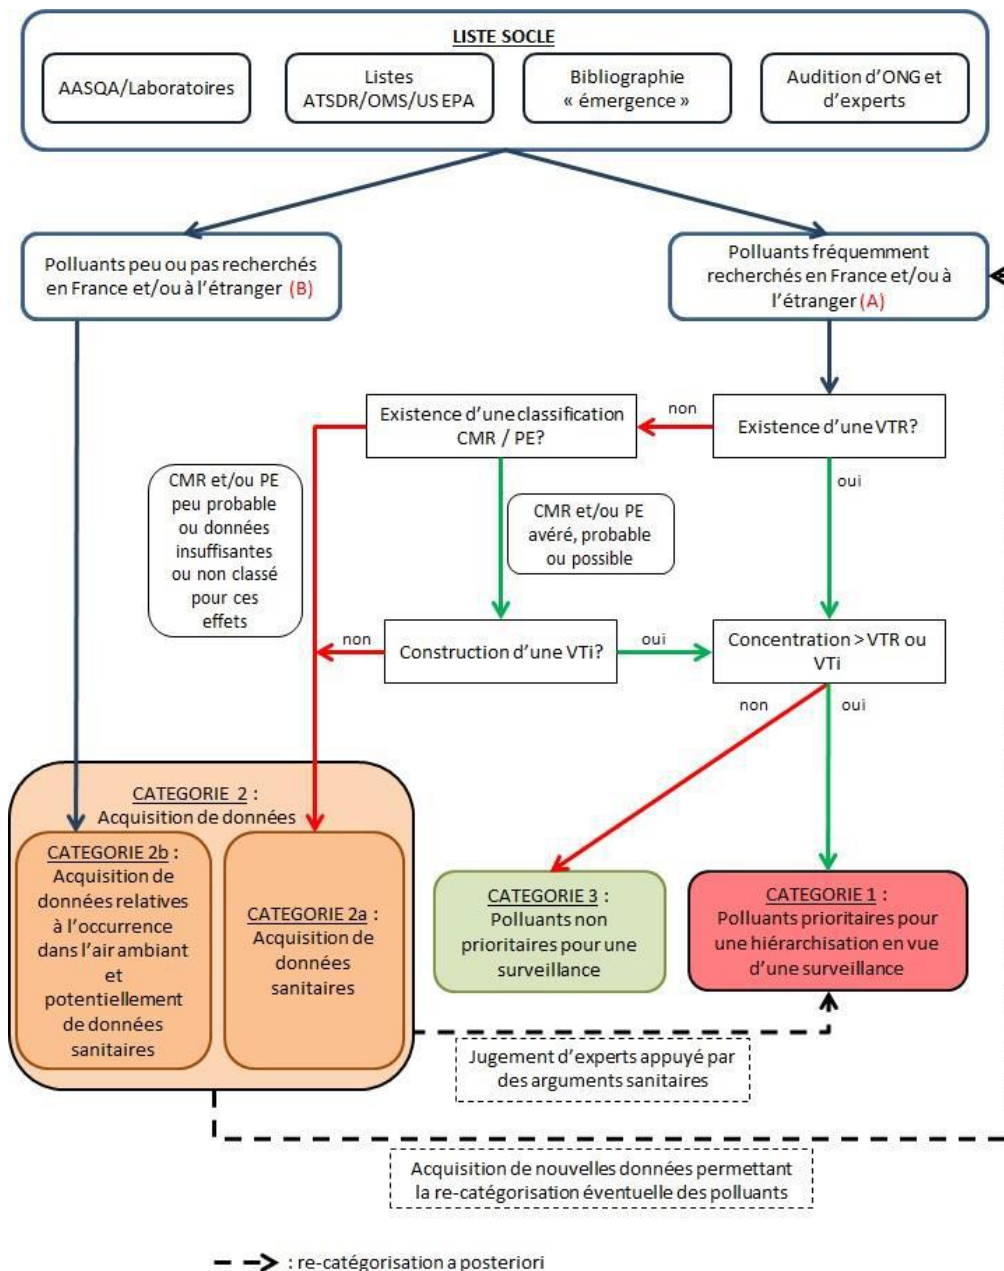 LISTE SOCLE
AASQA/Laboratoires
Listes
ATSDR/OMS/US EPA
Bibliographie
« émergence »
Audition d'ONG et
d'experts
Polluants peu ou pas recherchés
en France et/ou à l'étranger (B)
Polluants fréquemment
recherchés en France et/ou à
l'étranger (A)
Existence d'une classification
CMR / PE?
non
Existence d'une VTR?
oui
CMR et/ou PE
peu probable
ou données
insuffisantes
ou non classé
pour ces
effets
CMR et/ou PE
avéré, probable
ou possible
non
Construction d'une VTi?
oui
Concentration > VTR ou
VTi
non
oui
CATEGORIE 2 :
Acquisition de données
CATEGORIE 2b :
Acquisition de
données relatives
à l'occurrence
dans l'air ambiant
et
potentiellement
de données
sanitaires
CATEGORIE 2a :
Acquisition de
données
sanitaires
CATEGORIE 3 :
Polluants non
prioritaires pour une
surveillance
CATEGORIE 1 :
Polluants prioritaires pour
une hiérarchisation en vue
d'une surveillance
Jugement d'experts appuyé par
des arguments sanitaires
Acquisition de nouvelles données permettant
la re-catégorisation éventuelle des polluants
: re-catégorisation a posteriori